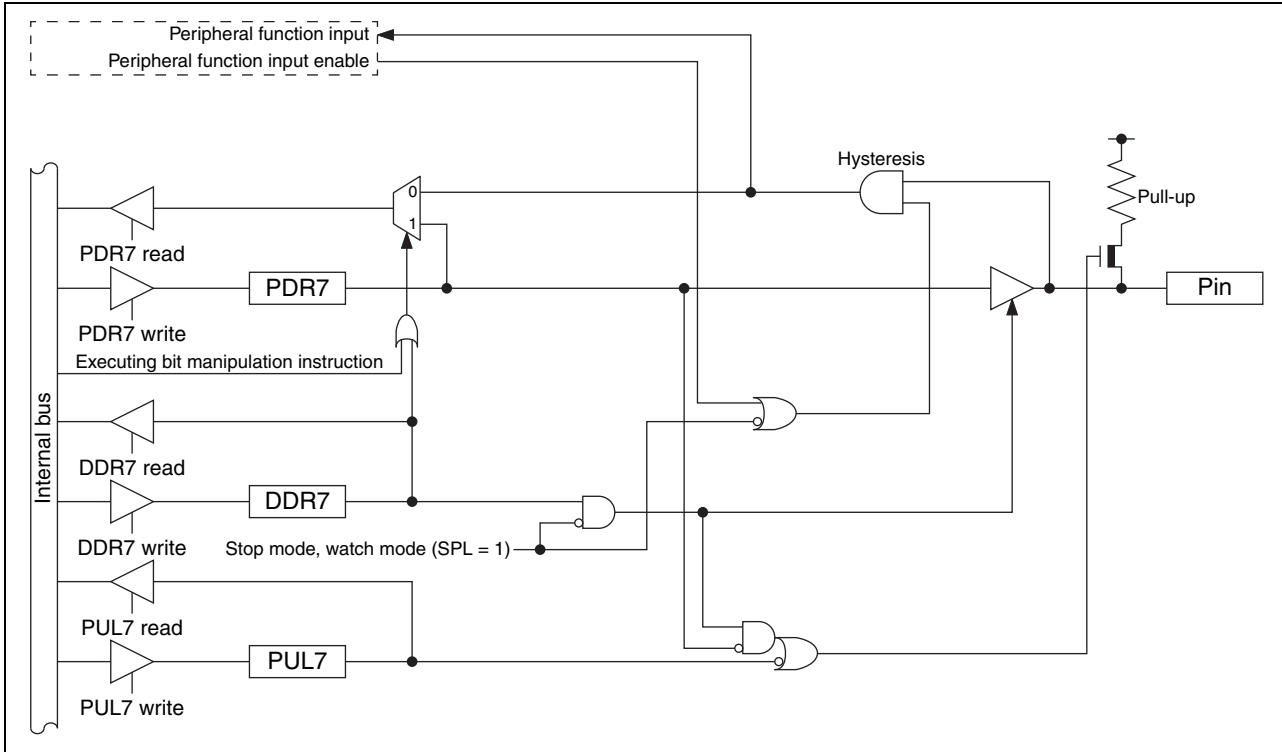 Peripheral function input
Peripheral function input enable
Hysteresis
0
Pull-up
1
PDR7 read
PDR7
Pin
PDR7 write
Executing bit manipulation instruction
Internal bus
DDR7 read
DDR7
DDR7 write
Stop mode, watch mode (SPL = 1)
PUL7 read
PUL7
PUL7 write